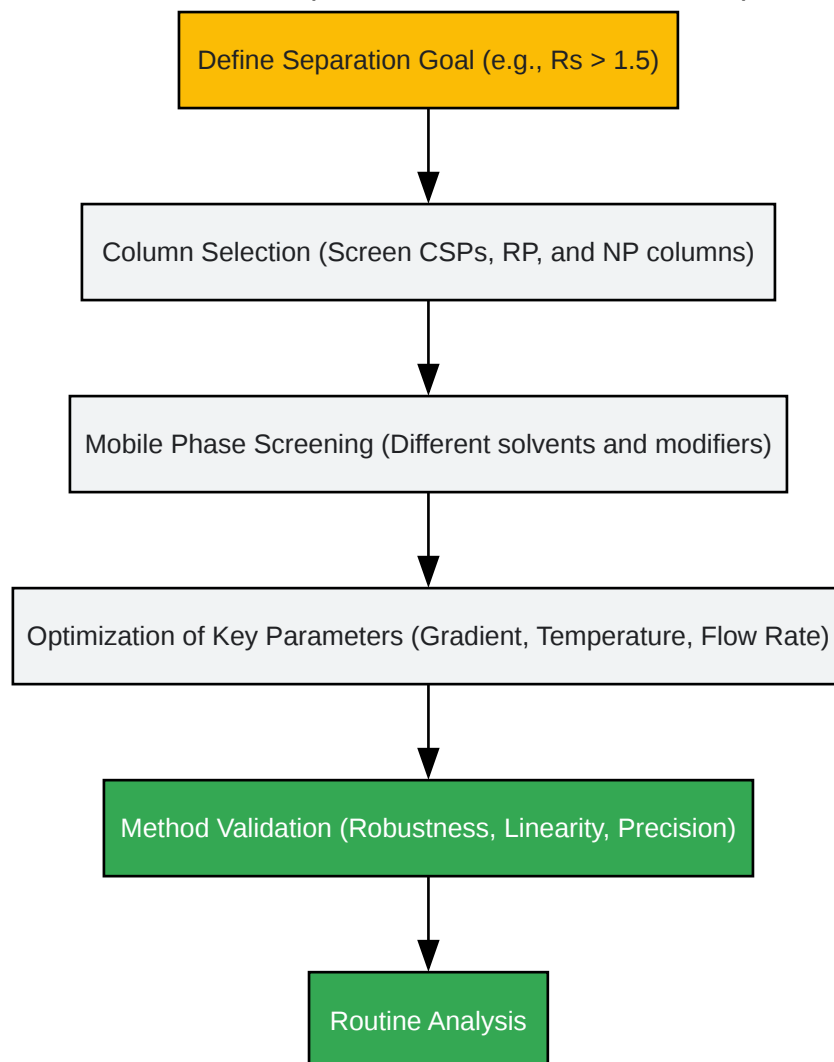 Define Separation Goal (e.g., Rs > 1.5)
Column Selection (Screen CSPs, RP, and NP columns)
Mobile Phase Screening (Different solvents and modifiers)
Optimization of Key Parameters (Gradient, Temperature, Flow Rate)
Method Validation (Robustness, Linearity, Precision)
Routine Analysis